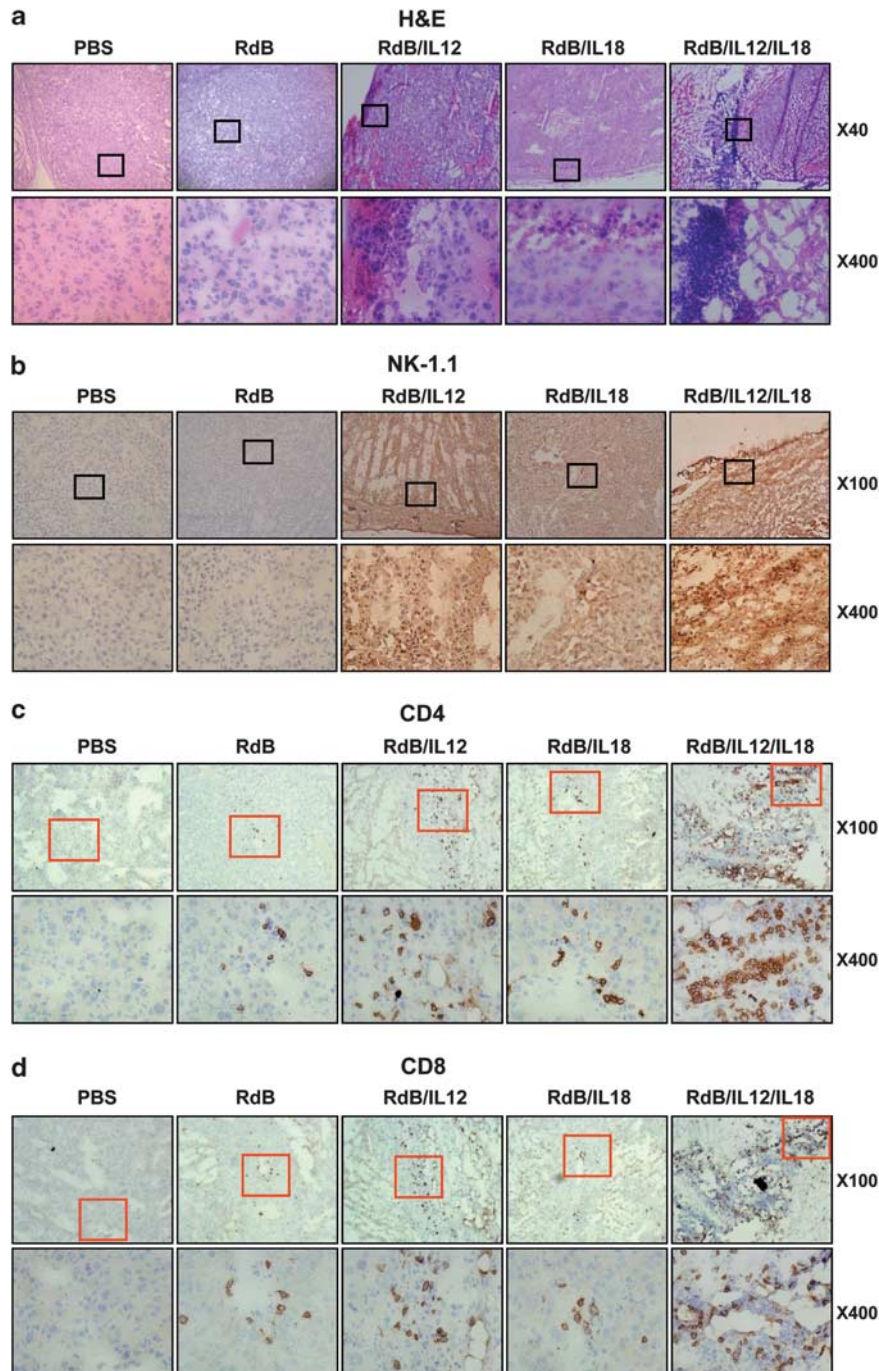 a
H&E
PBS RdB RdB/IL12 RdB/IL18 RdB/IL12/IL18
X40
X400
b
NK-1.1
PBS RdB RdB/IL12 RdB/IL18 RdB/IL12/IL18
X100
X400
c
CD4
PBS RdB RdB/IL12 RdB/IL18 RdB/IL12/IL18
X100
X400
d
CD8
PBS RdB RdB/IL12 RdB/IL18 RdB/IL12/IL18
X100
X400